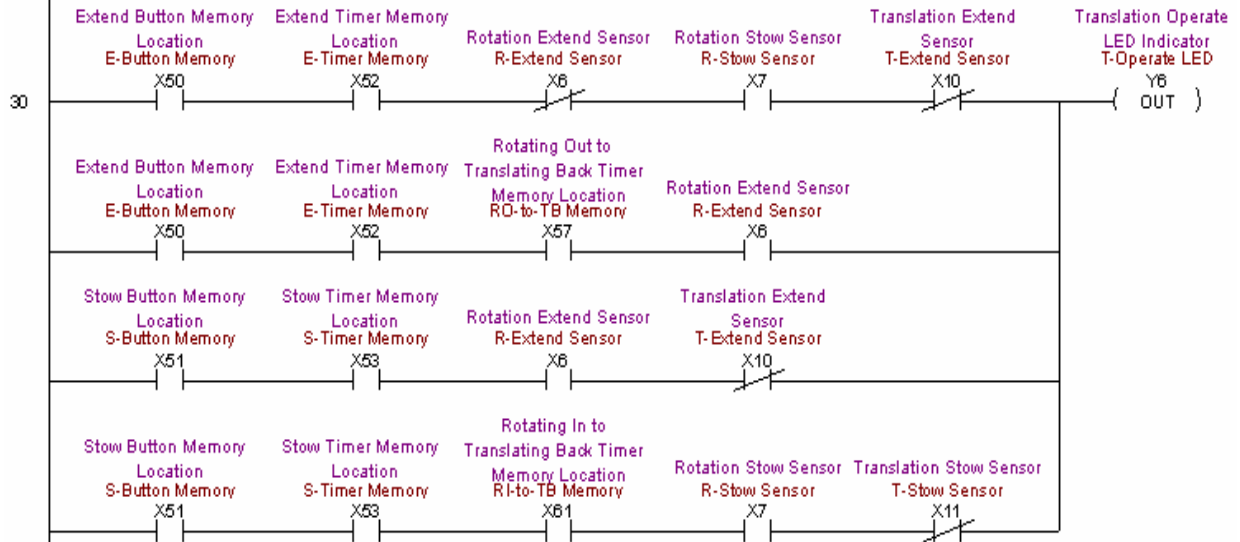 Extend Button Memory Extend Timer Memory Translation Extend Translation Operate
Location Location Rotation Extend Sensor Rotation Stow Sensor Sensor LED Indicator
E-Button Memory E-Timer Memory R-Extend Sensor R-Stow Sensor T-Extend Sensor T-Operate LED
X50 X52 X6 X7 X10 Y6
30 ( OUT )
Rotating Out to
Extend Button Memory Extend Timer Memory Translating Back Timer
Location Location Memory Location Rotation Extend Sensor
E-Button Memory E-Timer Memory RO-to-TB Memory R-Extend Sensor
X50 X52 X57 X6
Stow Button Memory Stow Timer Memory Translation Extend
Location Location Rotation Extend Sensor Sensor
S-Button Memory S-Timer Memory R-Extend Sensor T-Extend Sensor
X51 X53 X6 X10
Rotating In to
Stow Button Memory Stow Timer Memory Translating Back Timer
Location Location Memory Location Rotation Stow Sensor Translation Stow Sensor
S-Button Memory S-Timer Memory RI-to-TB Memory R-Stow Sensor T-Stow Sensor
X51 X53 X61 X7 X11